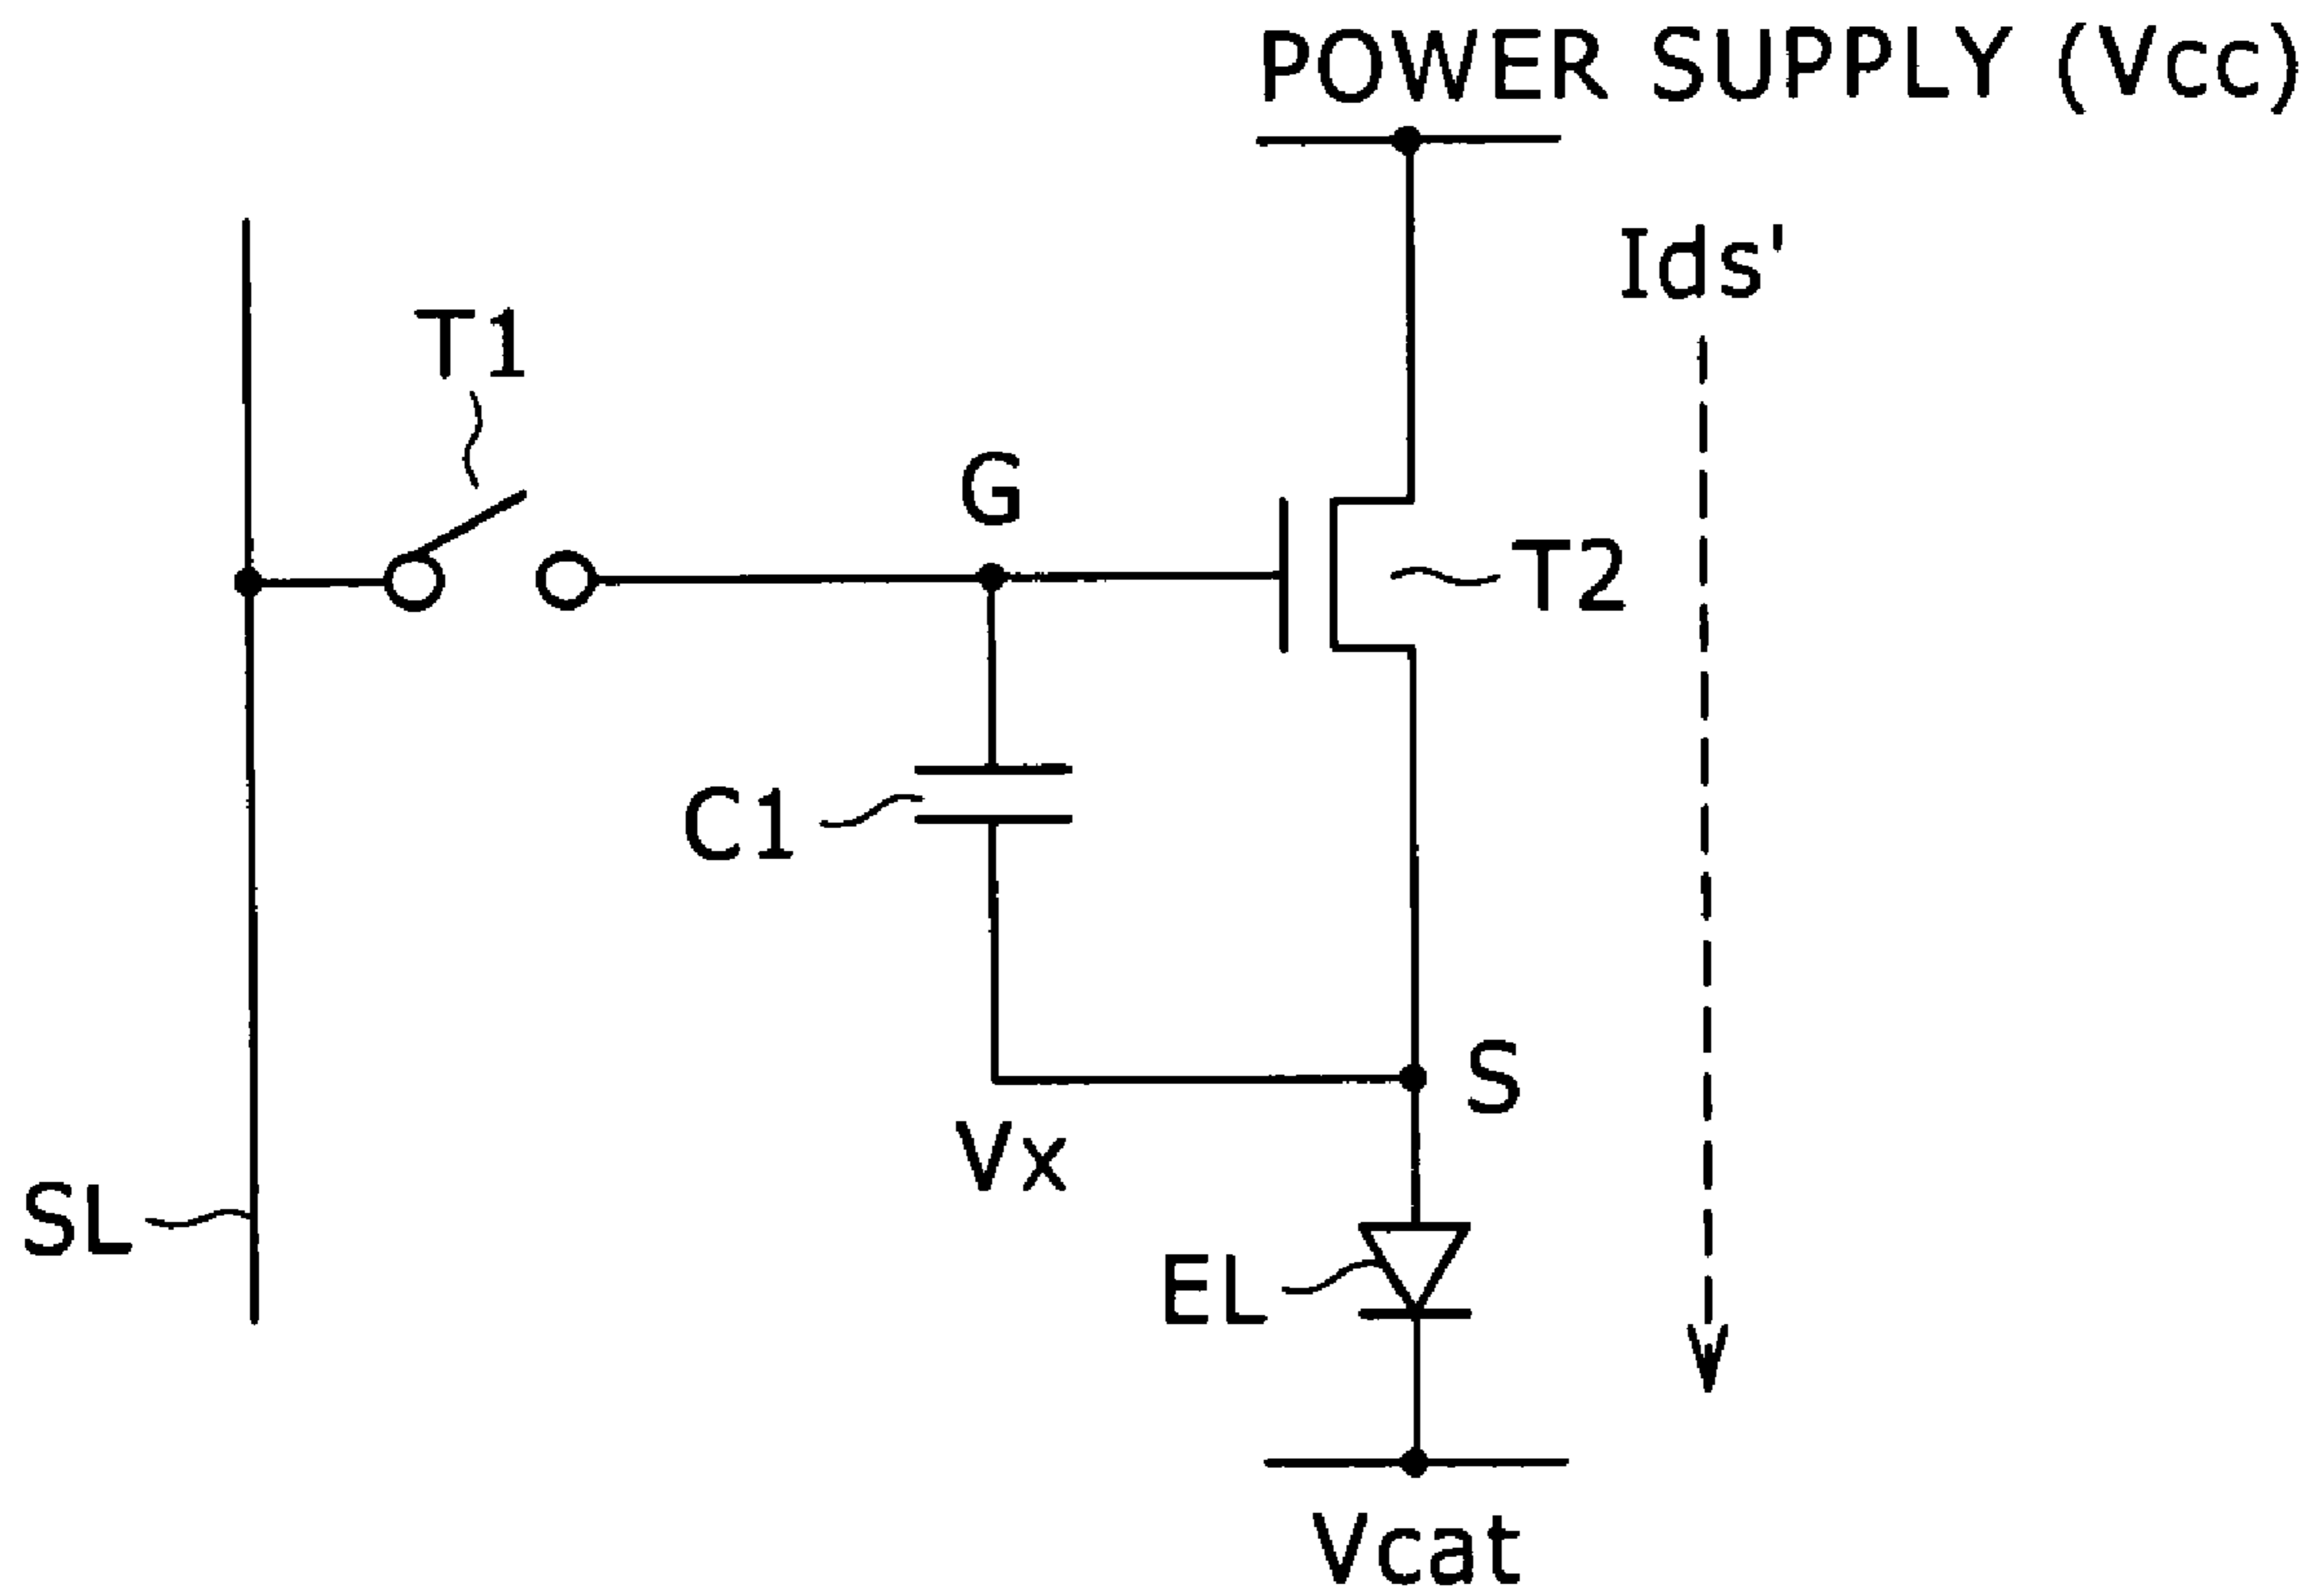 POWER SUPPLY (Vcc)
Ids'
T1
G
T2
C1
S
Vx
SL
EL
Vcat